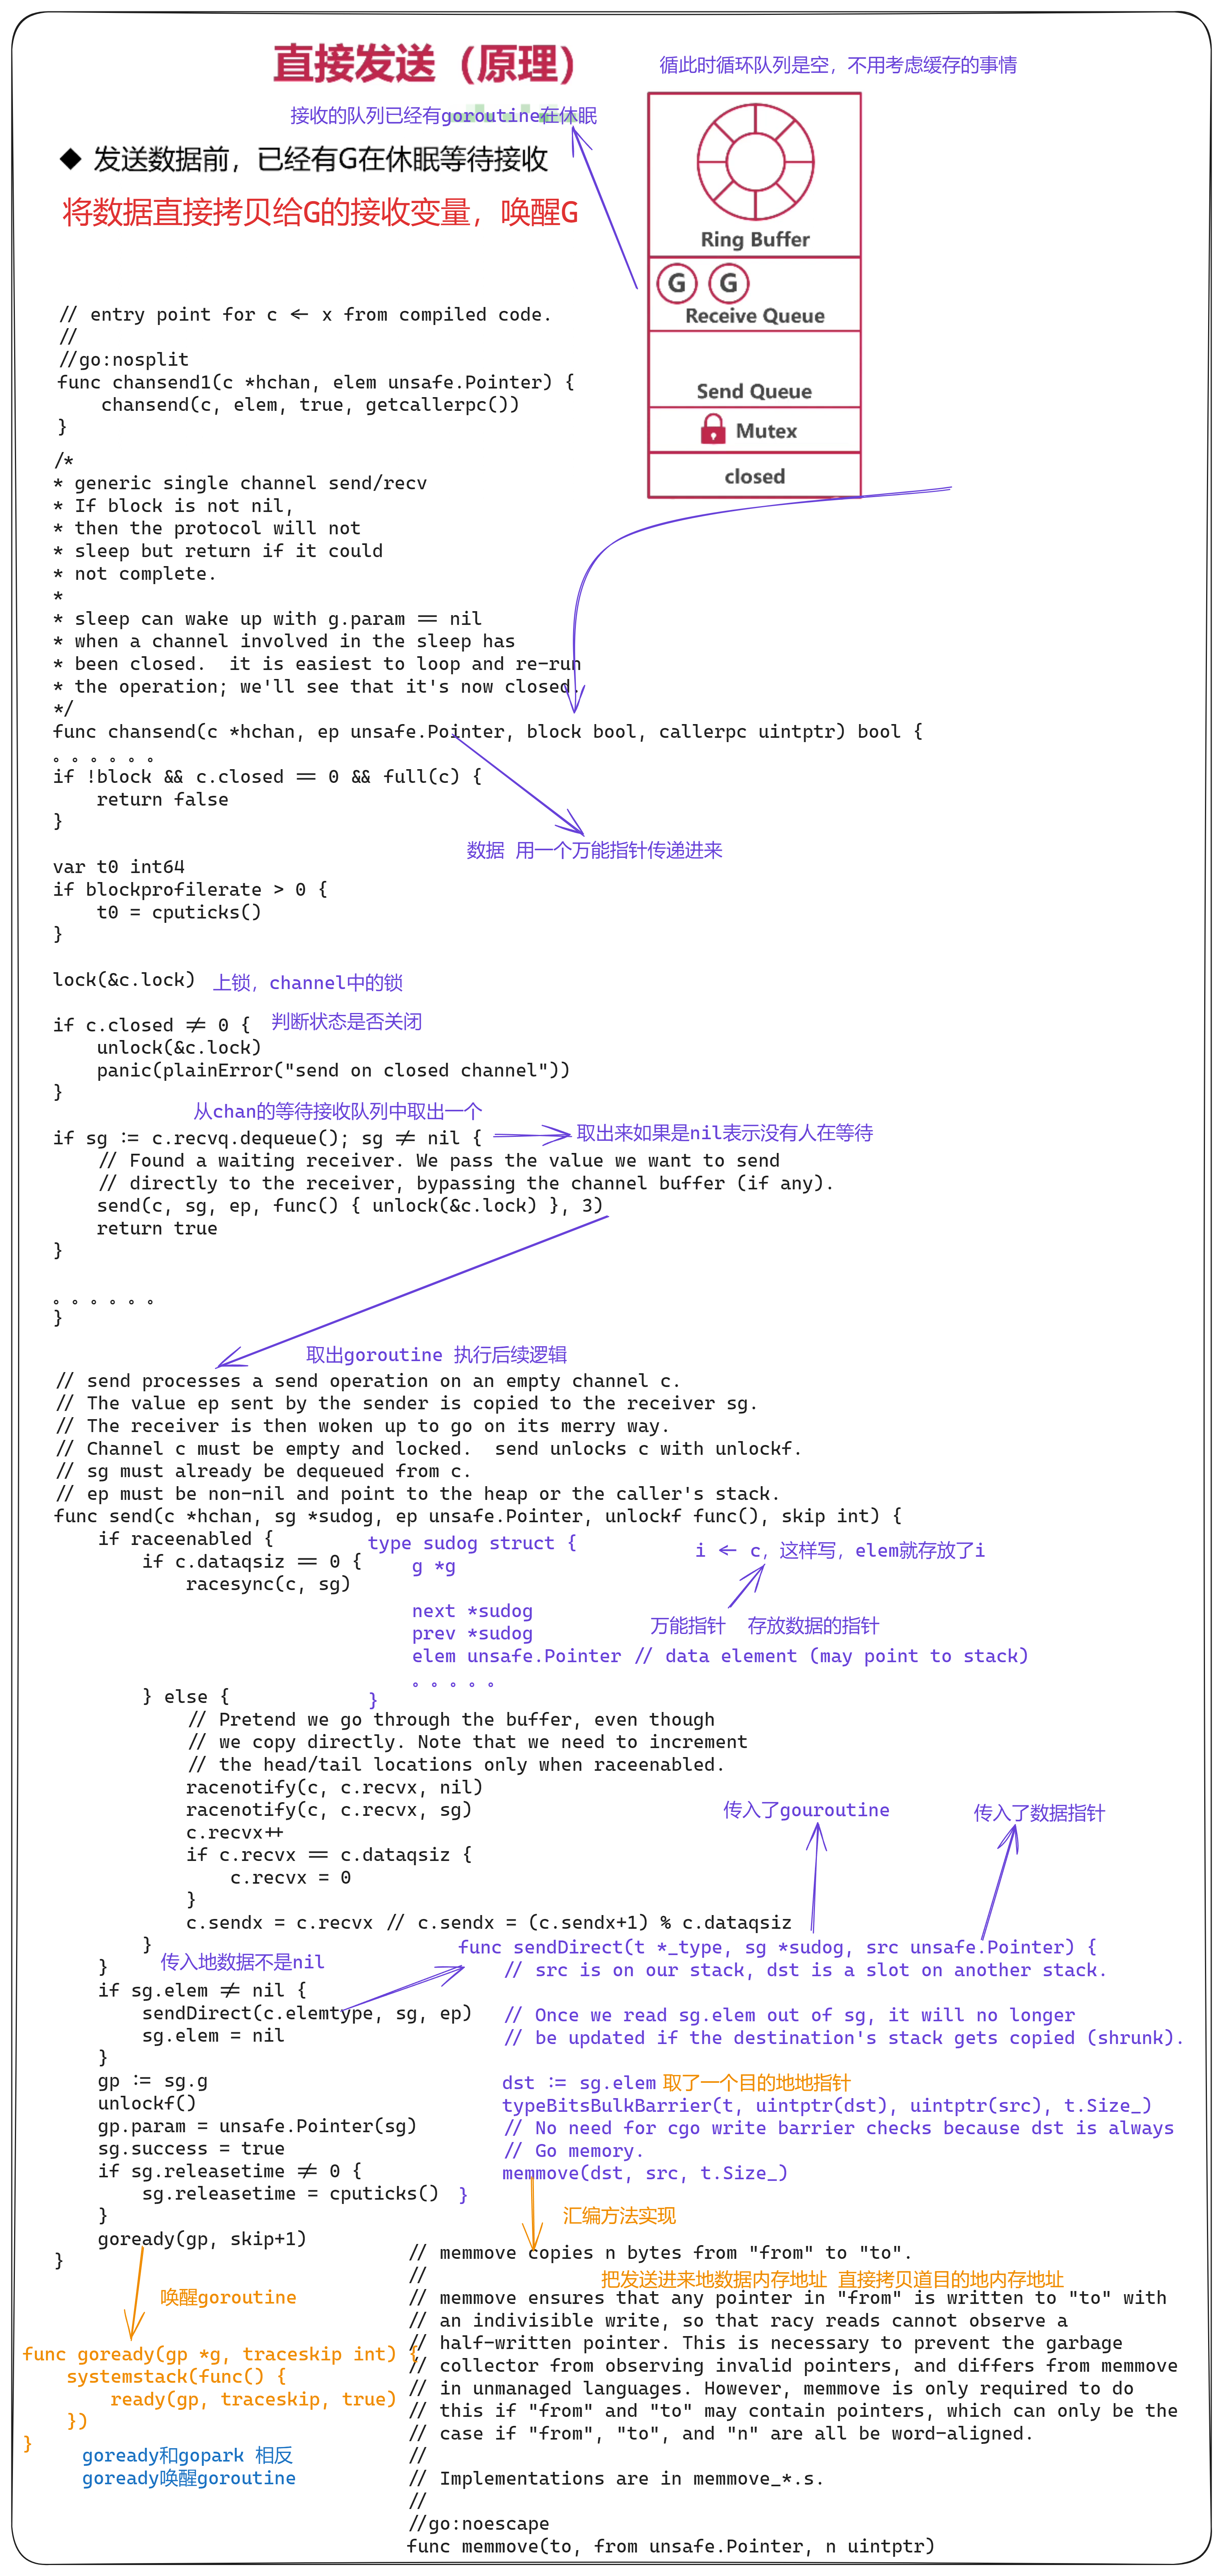 直接发送（原理）
循此时循环队列是空，不用考虑缓存的事情
接收的队列已经有goroutine在休眠
◆ 发送数据前，已经有G在休眠等待接收
将数据直接拷贝给G的接收变量，唤醒G
Ring Buffer
G G
Receive Queue
Send Queue
Mutex
closed
// entry point for c <- x from compiled code.
//
//go:nosplit
func chansend1(c *hchan, elem unsafe.Pointer) {
    chansend(c, elem, true, getcallerpc())
}
/*
* generic single channel send/recv
* If block is not nil,
* then the protocol will not
* sleep but return if it could
* not complete.
*
* sleep can wake up with g.param == nil
* when a channel involved in the sleep has
* been closed.  it is easiest to loop and re-run
* the operation; we'll see that it's now closed.
*/
func chansend(c *hchan, ep unsafe.Pointer, block bool, callerpc uintptr) bool {
。。。。。。
if !block && c.closed == 0 && full(c) {
    return false
}
数据 用一个万能指针传递进来
var t0 int64
if blockprofilerate > 0 {
    t0 = cputicks()
}
lock(&c.lock) 上锁，channel中的锁
if c.closed != 0 { 判断状态是否关闭
    unlock(&c.lock)
    panic(plainError("send on closed channel"))
}
从chan的等待接收队列中取出一个
if sg := c.recvq.dequeue(); sg != nil { 取出来如果是nil表示没有人在等待
    // Found a waiting receiver. We pass the value we want to send
    // directly to the receiver, bypassing the channel buffer (if any).
    send(c, sg, ep, func() { unlock(&c.lock) }, 3)
    return true
}
。。。。。。
}
取出goroutine 执行后续逻辑
// send processes a send operation on an empty channel c.
// The value ep sent by the sender is copied to the receiver sg.
// The receiver is then woken up to go on its merry way.
// Channel c must be empty and locked.  send unlocks c with unlockf.
// sg must already be dequeued from c.
// ep must be non-nil and point to the heap or the caller's stack.
func send(c *hchan, sg *sudog, ep unsafe.Pointer, unlockf func(), skip int) {
    if raceenabled {
        if c.dataqsiz == 0 {
            racesync(c, sg)
type sudog struct {
    g *g
i <- c，这样写，elem就存放了i
    next *sudog
    prev *sudog
万能指针  存放数据的指针
    elem unsafe.Pointer // data element (may point to stack)
    。。。。。
}
        } else {
            // Pretend we go through the buffer, even though
            // we copy directly. Note that we need to increment
            // the head/tail locations only when raceenabled.
            racenotify(c, c.recvx, nil)
            racenotify(c, c.recvx, sg)
            c.recvx++
            if c.recvx == c.dataqsiz {
                c.recvx = 0
            }
            c.sendx = c.recvx // c.sendx = (c.sendx+1) % c.dataqsiz
        }
    }
传入地数据不是nil
    if sg.elem != nil {
        sendDirect(c.elemtype, sg, ep)
        sg.elem = nil
    }
    gp := sg.g
    unlockf()
    gp.param = unsafe.Pointer(sg)
    sg.success = true
    if sg.releasetime != 0 {
        sg.releasetime = cputicks()
    }
    goready(gp, skip+1)
}
传入了gouroutine
传入了数据指针
func sendDirect(t *_type, sg *sudog, src unsafe.Pointer) {
    // src is on our stack, dst is a slot on another stack.
    // Once we read sg.elem out of sg, it will no longer
    // be updated if the destination's stack gets copied (shrunk).
    dst := sg.elem 取了一个目的地地指针
    typeBitsBulkBarrier(t, uintptr(dst), uintptr(src), t.Size_)
    // No need for cgo write barrier checks because dst is always
    // Go memory.
    memmove(dst, src, t.Size_)
}
汇编方法实现
// memmove copies n bytes from "from" to "to".
//
把发送进来地数据内存地址 直接拷贝道目的地内存地址
// memmove ensures that any pointer in "from" is written to "to" with
// an indivisible write, so that racy reads cannot observe a
// half-written pointer. This is necessary to prevent the garbage
// collector from observing invalid pointers, and differs from memmove
// in unmanaged languages. However, memmove is only required to do
// this if "from" and "to" may contain pointers, which can only be the
// case if "from", "to", and "n" are all be word-aligned.
//
// Implementations are in memmove_*.s.
//
//go:noescape
func memmove(to, from unsafe.Pointer, n uintptr)
唤醒goroutine
func goready(gp *g, traceskip int) {
    systemstack(func() {
        ready(gp, traceskip, true)
    })
}
goready和gopark 相反
goready唤醒goroutine